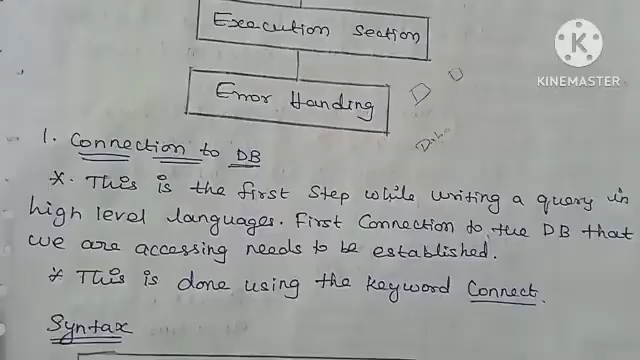 Execution Section
KINEMASTER
Error Handing
1. Connection to DB
*. This is the first step while writing a query in
high level languages. First Connection to the DB that
we are accessing needs to be established.
* This is done using the keyword Connect.
Syntax